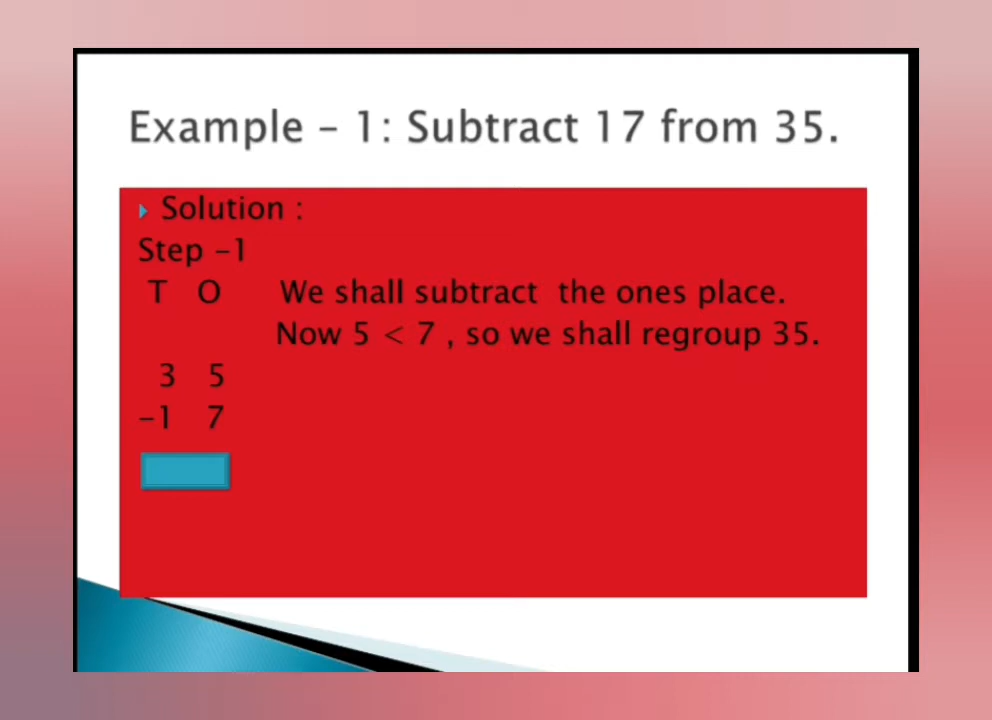 Example – 1: Subtract 17 from 35.
Solution :
Step –1
T O We shall subtract the ones place.
Now 5 < 7 , so we shall regroup 35.
3 5
–1 7